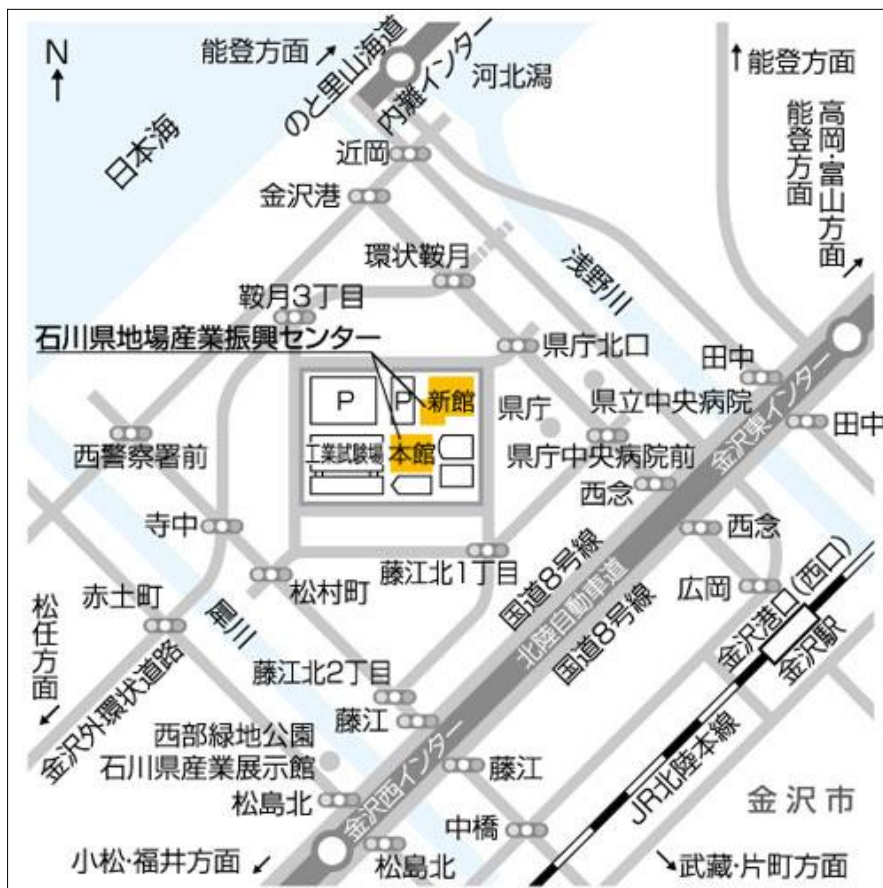 N
能登方面
のと里山海道
内灘インター
河北潟
能登方面
高岡・富山方面
能登方面
日本海
近岡
金沢港
環状鞍月
浅野川
鞍月3丁目
石川県地場産業振興センター
県庁北口
田中
金沢東インター
P
P
新館
県庁
県立中央病院
田中
西警察署前
工業試験場
本館
県庁中央病院前
西念
西念
寺中
藤江北1丁目
国道8号線
広岡
金沢港口(西口)
松任方面
赤土町
松村町
北陸自動車道
国道8号線
金沢駅
犀川
藤江北2丁目
金沢外環状道路
藤江
西部緑地公園
石川県産業展示館
藤江
金沢西インター
JR北陸本線
松島北
金沢市
中橋
小松・福井方面
松島北
武蔵・片町方面